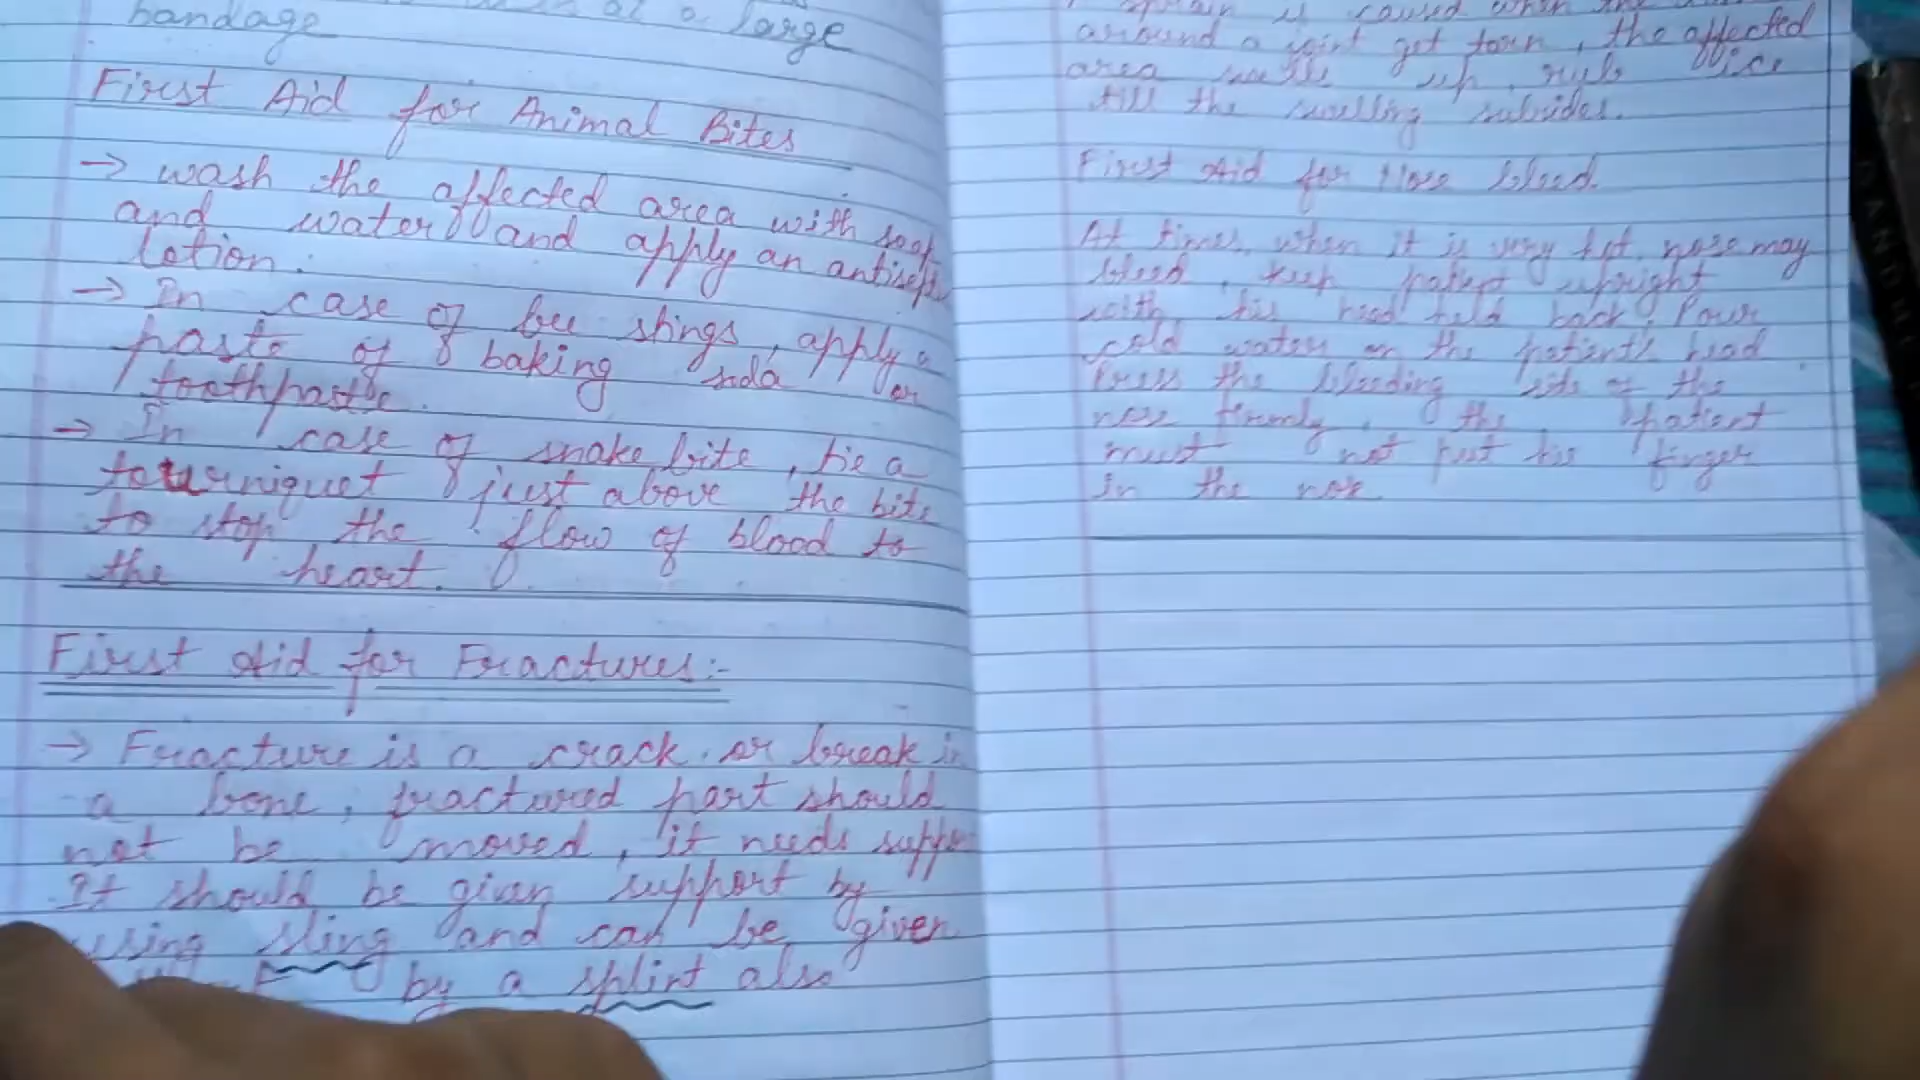 bandage
large
First Aid for Animal Bites
→ wash the affected area with soap
and water and apply an antisep
lotion.
→ In case of bee stings, apply a
paste of baking soda or
toothpaste.
→ In case of snake bite, tie a
tourniquet just above the bite
to stop the flow of blood to
the heart.
First Aid for Fractures:-
→ Fracture is a crack or break in
a bone, fractured part should
not be moved, it needs suppo
It should be given support by
using sling and can be given
by a splint also
is caused when the
around a joint get torn, the affected
area swells up, rub ice
till the swelling subsides.
First Aid for Nose bleed.
At times, when it is very hot, nose may
bleed, keep patient upright
with his head held back. Pour
cold water on the patient's head
Press the bleeding side of the
nose firmly, the patient
must not put his finger
in the nose